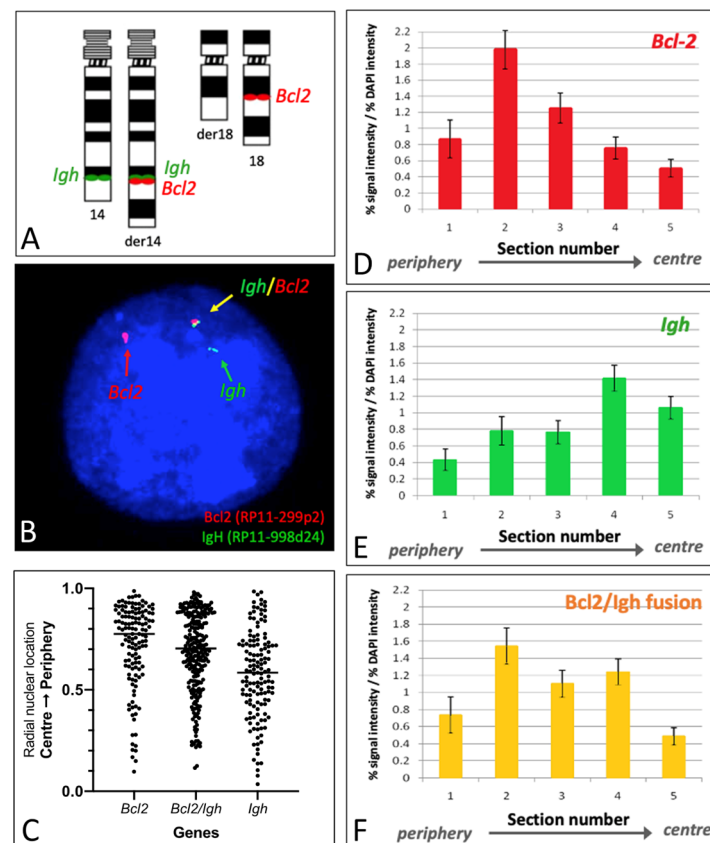 Igh
14
Igh
Bcl2
der14
der18
Bcl2
18
A
Igh/Bcl2
Bcl2
Igh
Bcl2 (RP11-299p2)
IgH (RP11-998d24)
B
Radial nuclear location
Centre → Periphery
1.0
0.5
1.0
Bcl2
Bcl2/Igh
Igh
Genes
C
Bcl-2
% signal intensity / % DAPI intensity
2.2
2
1.8
1.6
1.4
1.2
1
0.8
0.6
0.4
0.2
0
1 2 3 4 5
Section number
periphery
centre
D
Igh
% signal intensity / % DAPI intensity
2.2
2
1.8
1.6
1.4
1.2
1
0.8
0.6
0.4
0.2
0
1 2 3 4 5
Section number
periphery
centre
E
Bcl2/Igh fusion
% signal intensity / % DAPI intensity
2.2
2
1.8
1.6
1.4
1.2
1
0.8
0.6
0.4
0.2
0
1 2 3 4 5
Section number
periphery
centre
F